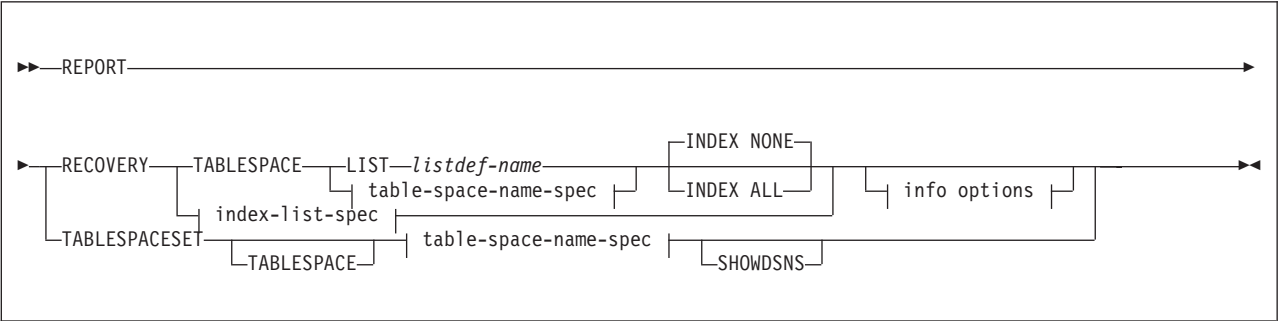 REPORT
INDEX NONE
RECOVERY TABLESPACE LIST listdef-name INDEX ALL
table-space-name-spec info options
index-list-spec
TABLESPACESET table-space-name-spec
TABLESPACE SHOWDSNS